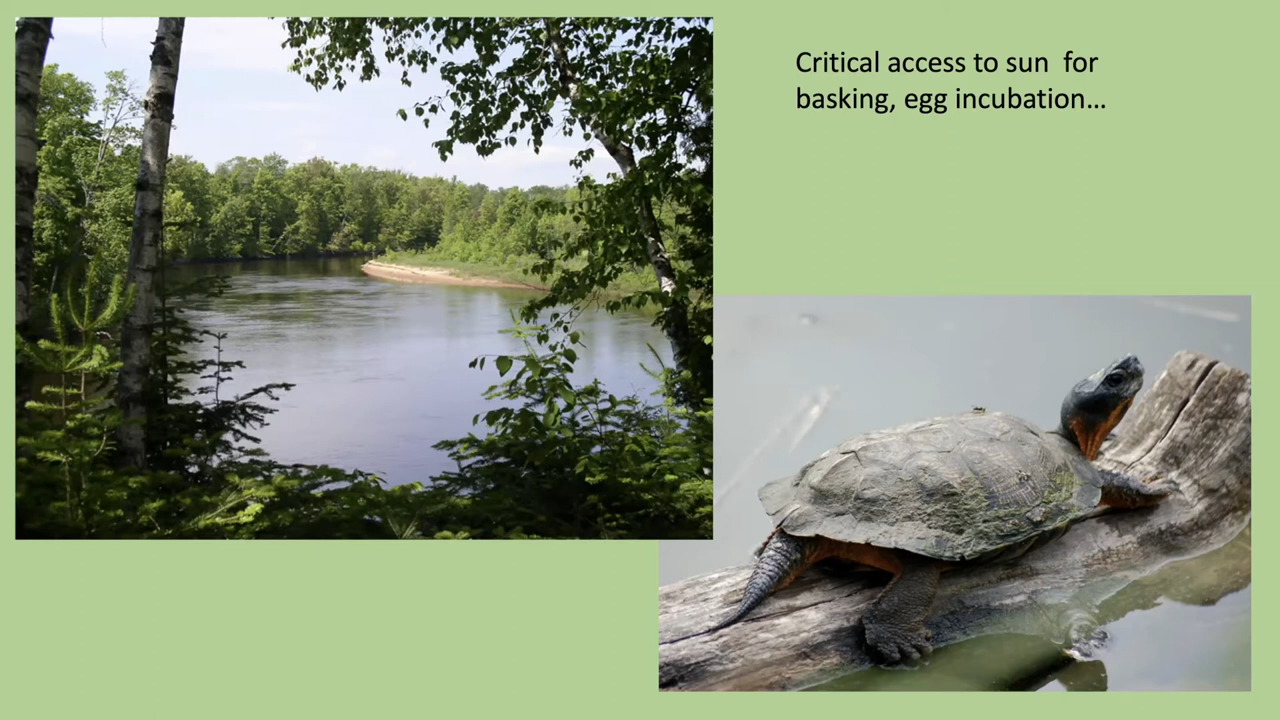 Critical access to sun  for
basking, egg incubation…